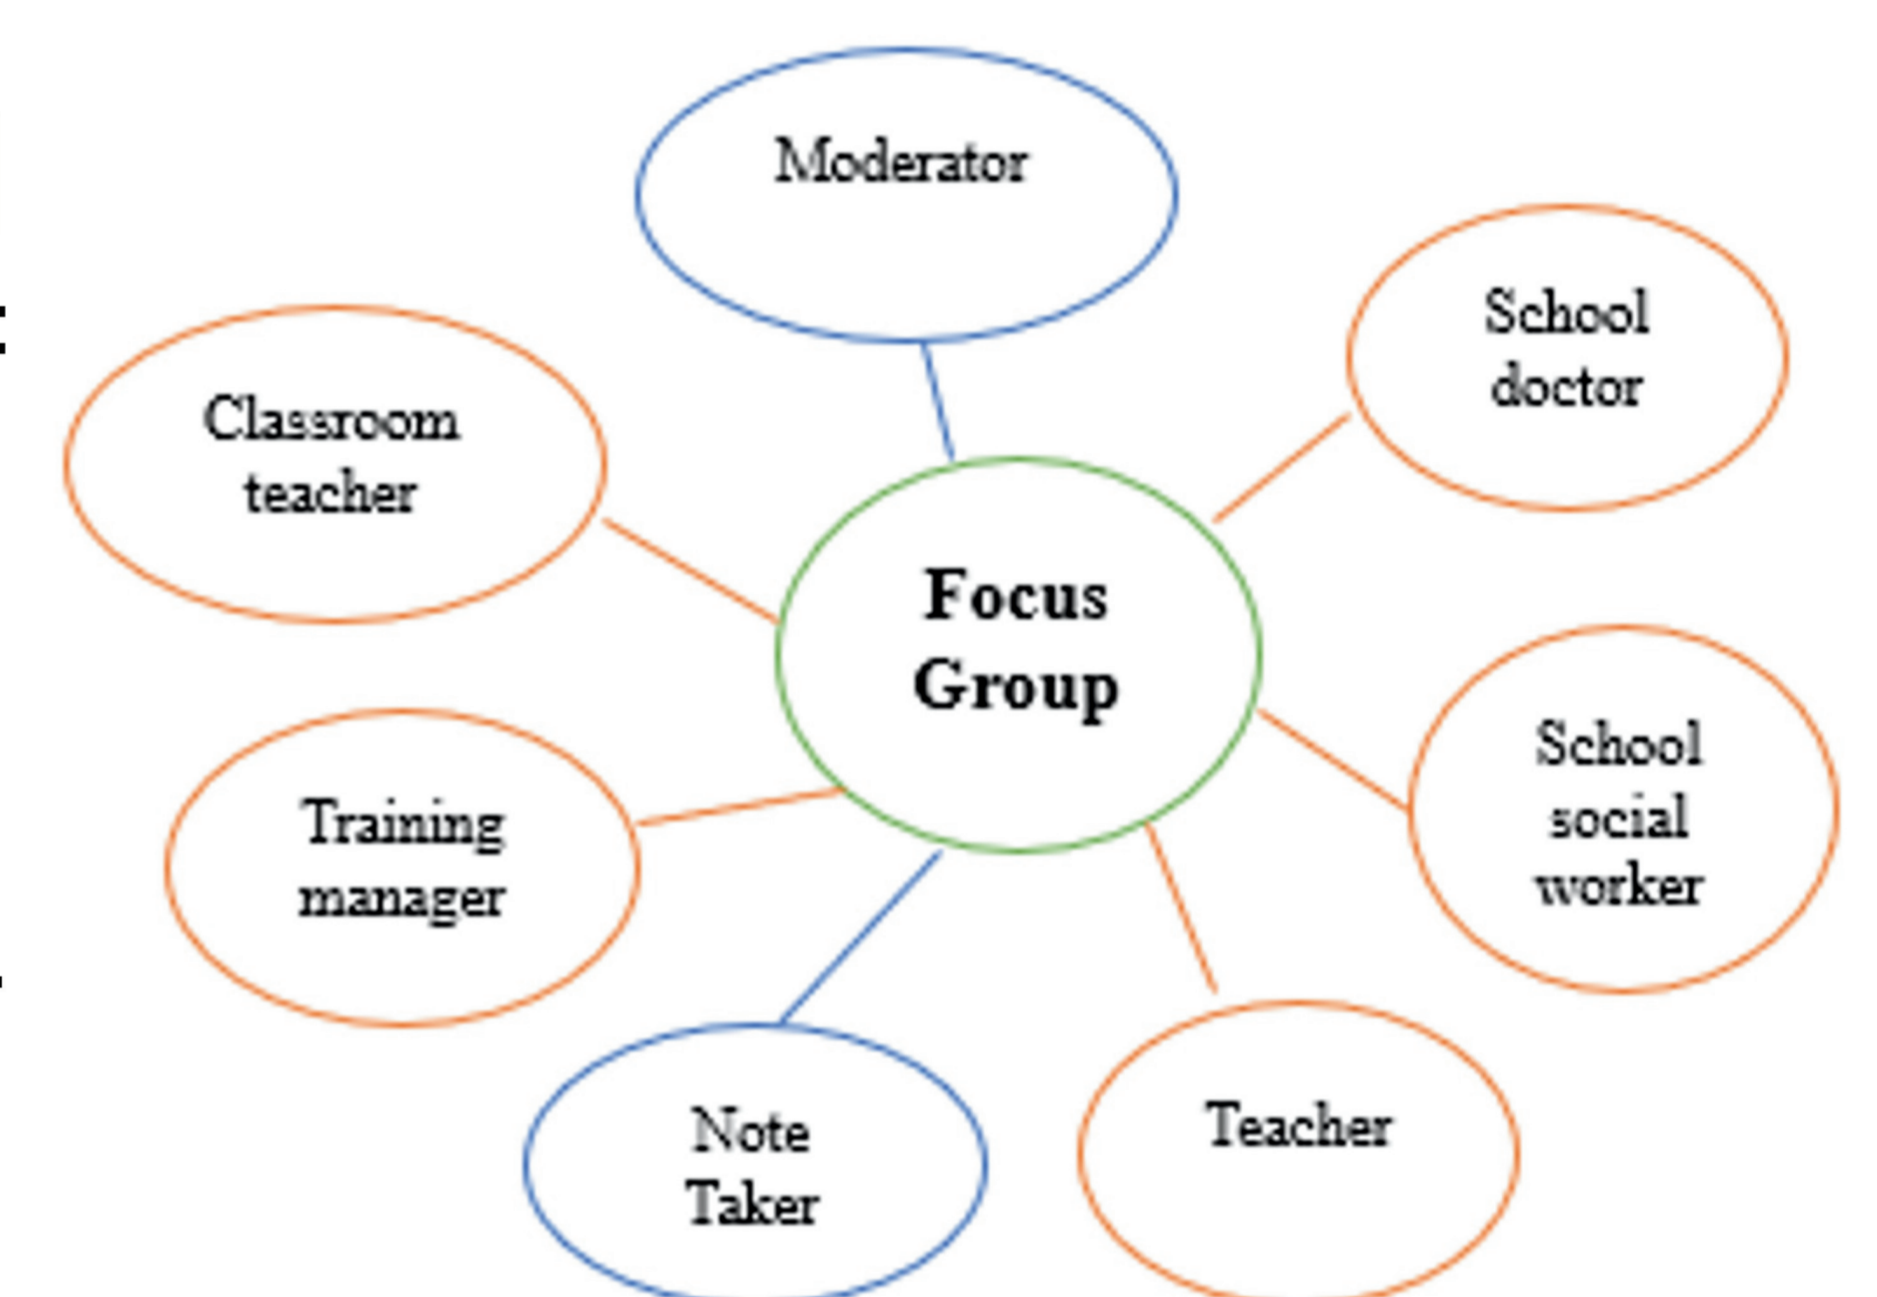 Moderator
School
doctor
Classroom
teacher
Focus
Group
School
social
worker
Training
manager
Note
Taker
Teacher